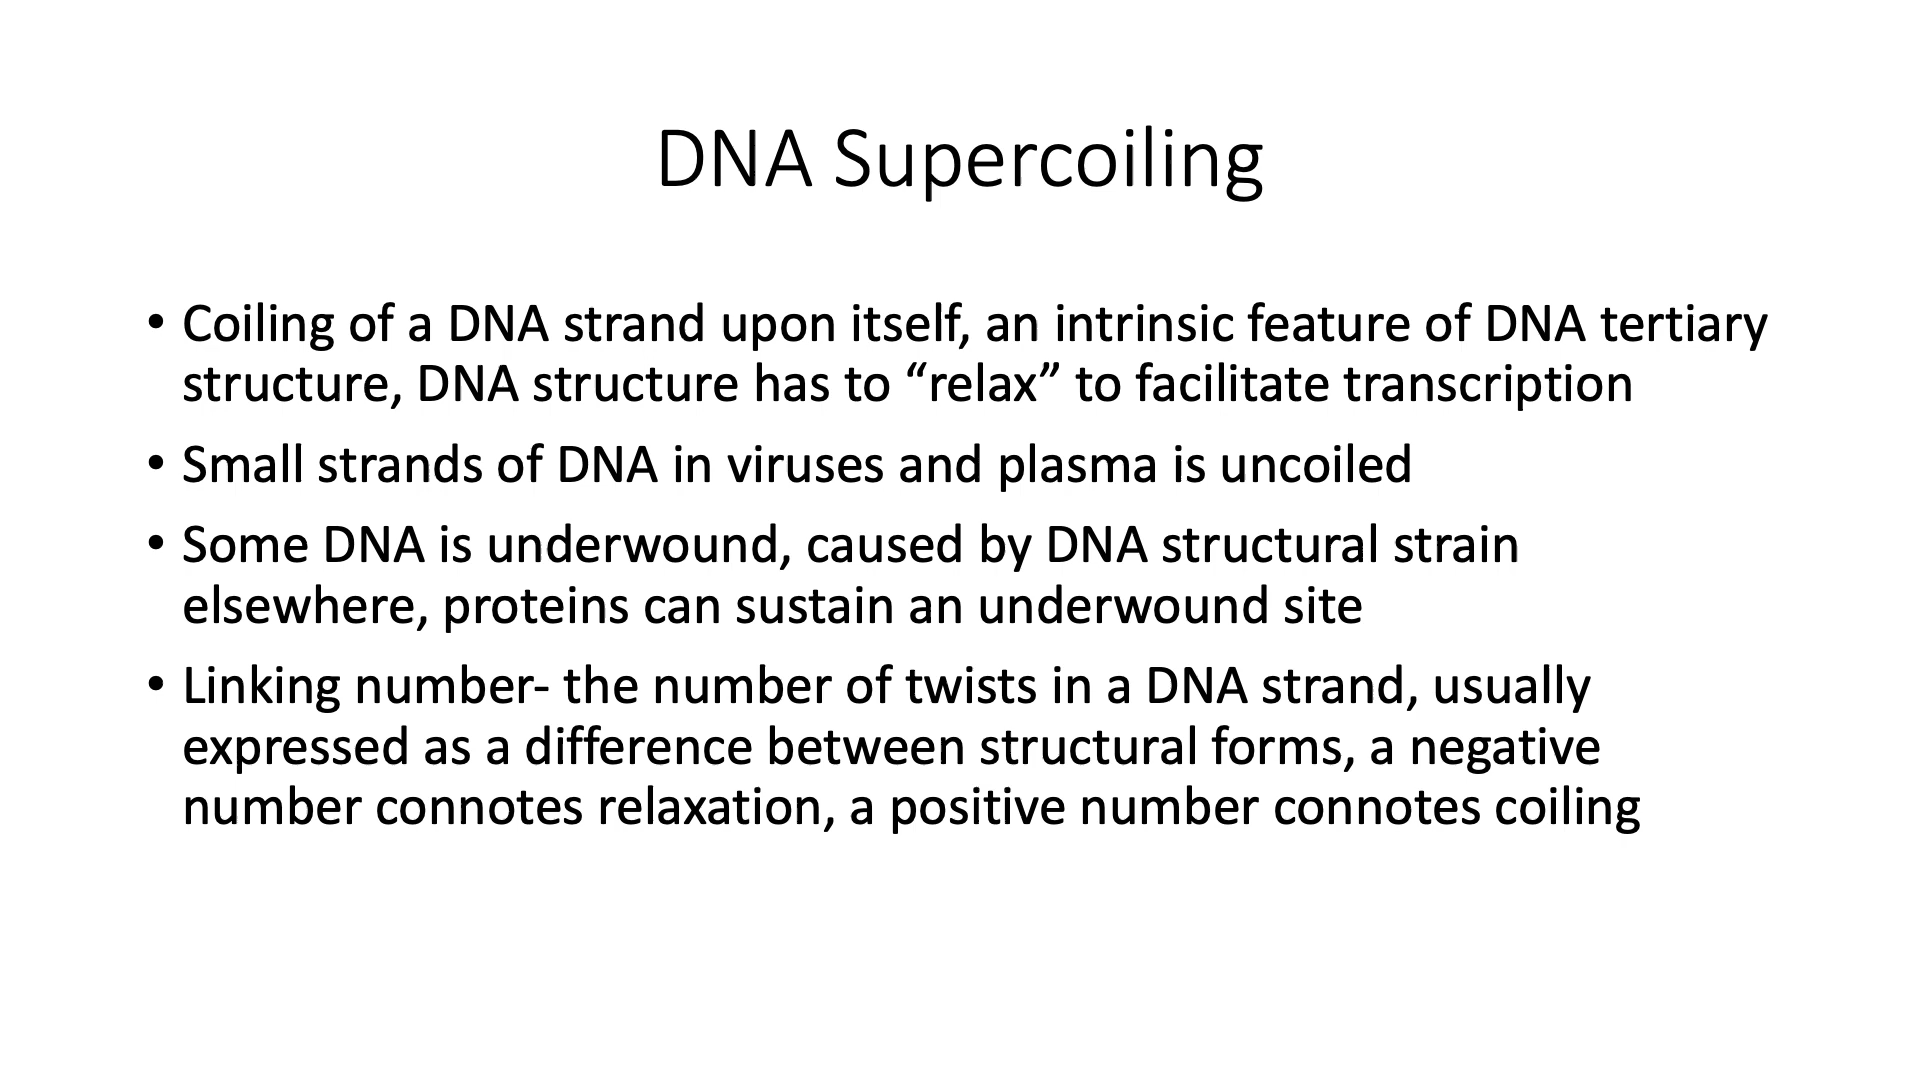 DNA Supercoiling
• Coiling of a DNA strand upon itself, an intrinsic feature of DNA tertiary
structure, DNA structure has to “relax” to facilitate transcription
• Small strands of DNA in viruses and plasma is uncoiled
• Some DNA is underwound, caused by DNA structural strain
elsewhere, proteins can sustain an underwound site
• Linking number- the number of twists in a DNA strand, usually
expressed as a difference between structural forms, a negative
number connotes relaxation, a positive number connotes coiling